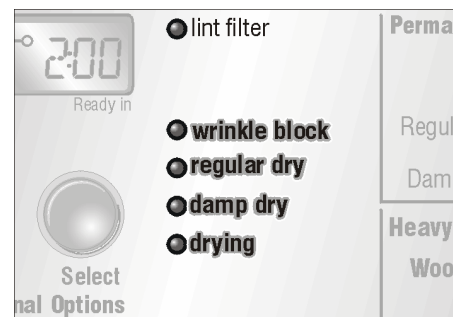 lint filter
Perma
2:00
Ready in
wrinkle block
Regul
regular dry
Dam
damp dry
Heavy
drying
Woo
Select
nal Options